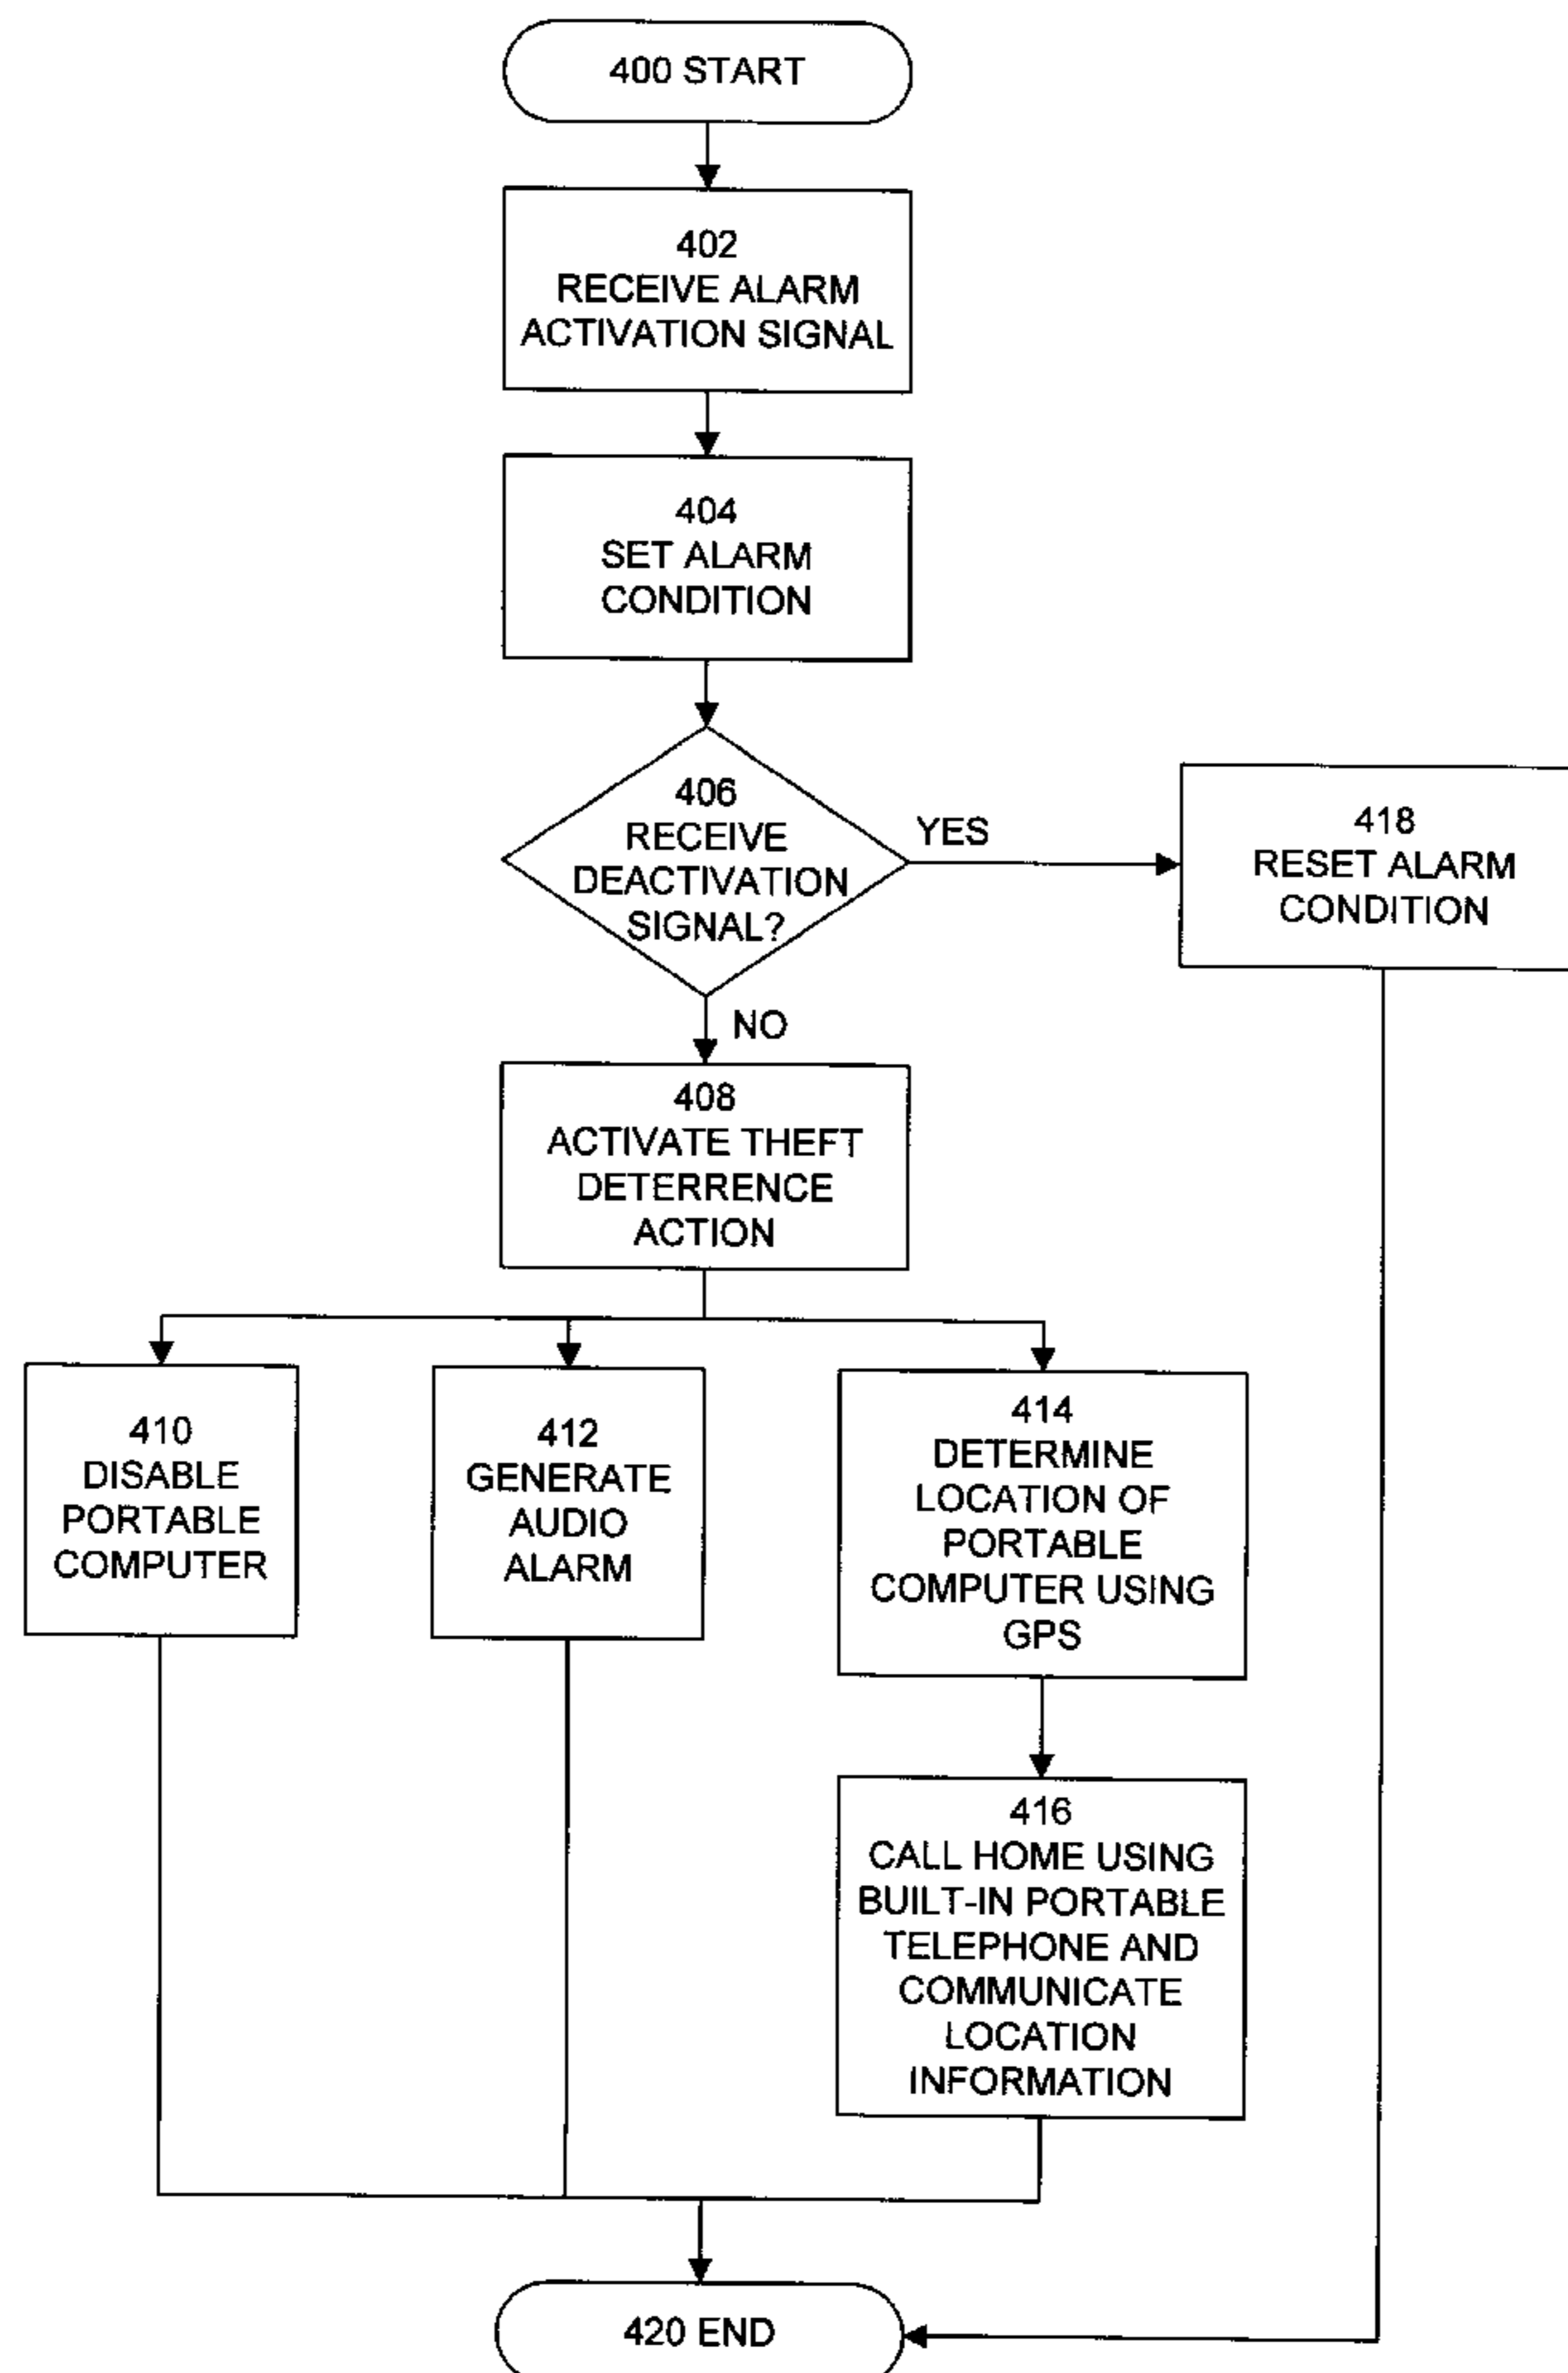 400 START
402
RECEIVE ALARM
ACTIVATION SIGNAL
404
SET ALARM
CONDITION
406
RECEIVE
DEACTIVATION
SIGNAL?
YES
418
RESET ALARM
CONDITION
NO
408
ACTIVATE THEFT
DETERRENCE
ACTION
410
DISABLE
PORTABLE
COMPUTER
412
GENERATE
AUDIO
ALARM
414
DETERMINE
LOCATION OF
PORTABLE
COMPUTER USING
GPS
416
CALL HOME USING
BUILT-IN PORTABLE
TELEPHONE AND
COMMUNICATE
LOCATION
INFORMATION
420 END